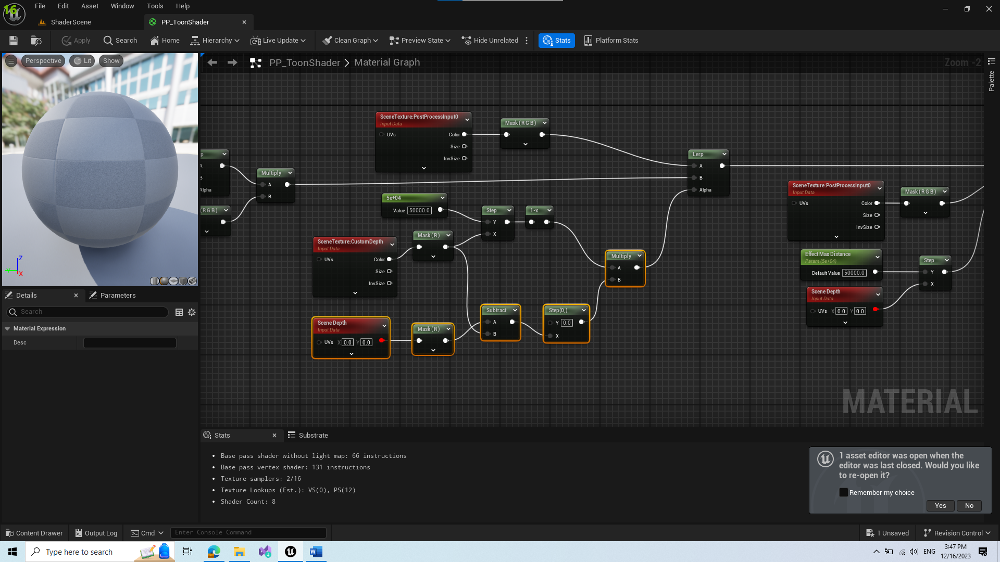 16
File Edit Asset Window Tools Help
ShaderScene
PP_ToonShader
Apply Search Home Hierarchy Live Update Clean Graph Preview State Hide Unrelated Stats Platform Stats
Perspective Lit Show
PP_ToonShader > Material Graph
Zoom -2
Palette
SceneTexture:PostProcessInput0
Input Data
UVs Color
Size
InvSize
Mask ( R G B )
p
A
B
Alpha
Multiply
A
B
( R G B )
Lerp
A
B
Alpha
5e+04
Value 50000.0
Step
Y
X
1-x
Mask ( R )
SceneTexture:CustomDepth
Input Data
UVs Color
Size
InvSize
Multiply
A
B
SceneTexture:PostProcessInput0
Input Data
UVs Color
Size
InvSize
Mask ( R G B )
Effect Max Distance
Param (5e+04)
Default Value 50000.0
Step
Y
X
Scene Depth
Input Data
UVs X 0.0 Y 0.0
Scene Depth
Input Data
UVs X 0.0 Y 0.0
Mask ( R )
Subtract
A
B
Step(0,)
Y 0.0
X
MATERIAL
Z
Y
X
Details
Parameters
Search
Material Expression
Desc
Stats
Substrate
Base pass shader without light map: 66 instructions
Base pass vertex shader: 131 instructions
Texture samplers: 2/16
Texture Lookups (Est.): VS(0), PS(12)
Shader Count: 8
1 asset editor was open when the
editor was last closed. Would you like
to re-open it?
Remember my choice
Yes No
Content Drawer Output Log Cmd Enter Console Command 1 Unsaved Revision Control
Type here to search
ENG
3:47 PM
12/16/2023